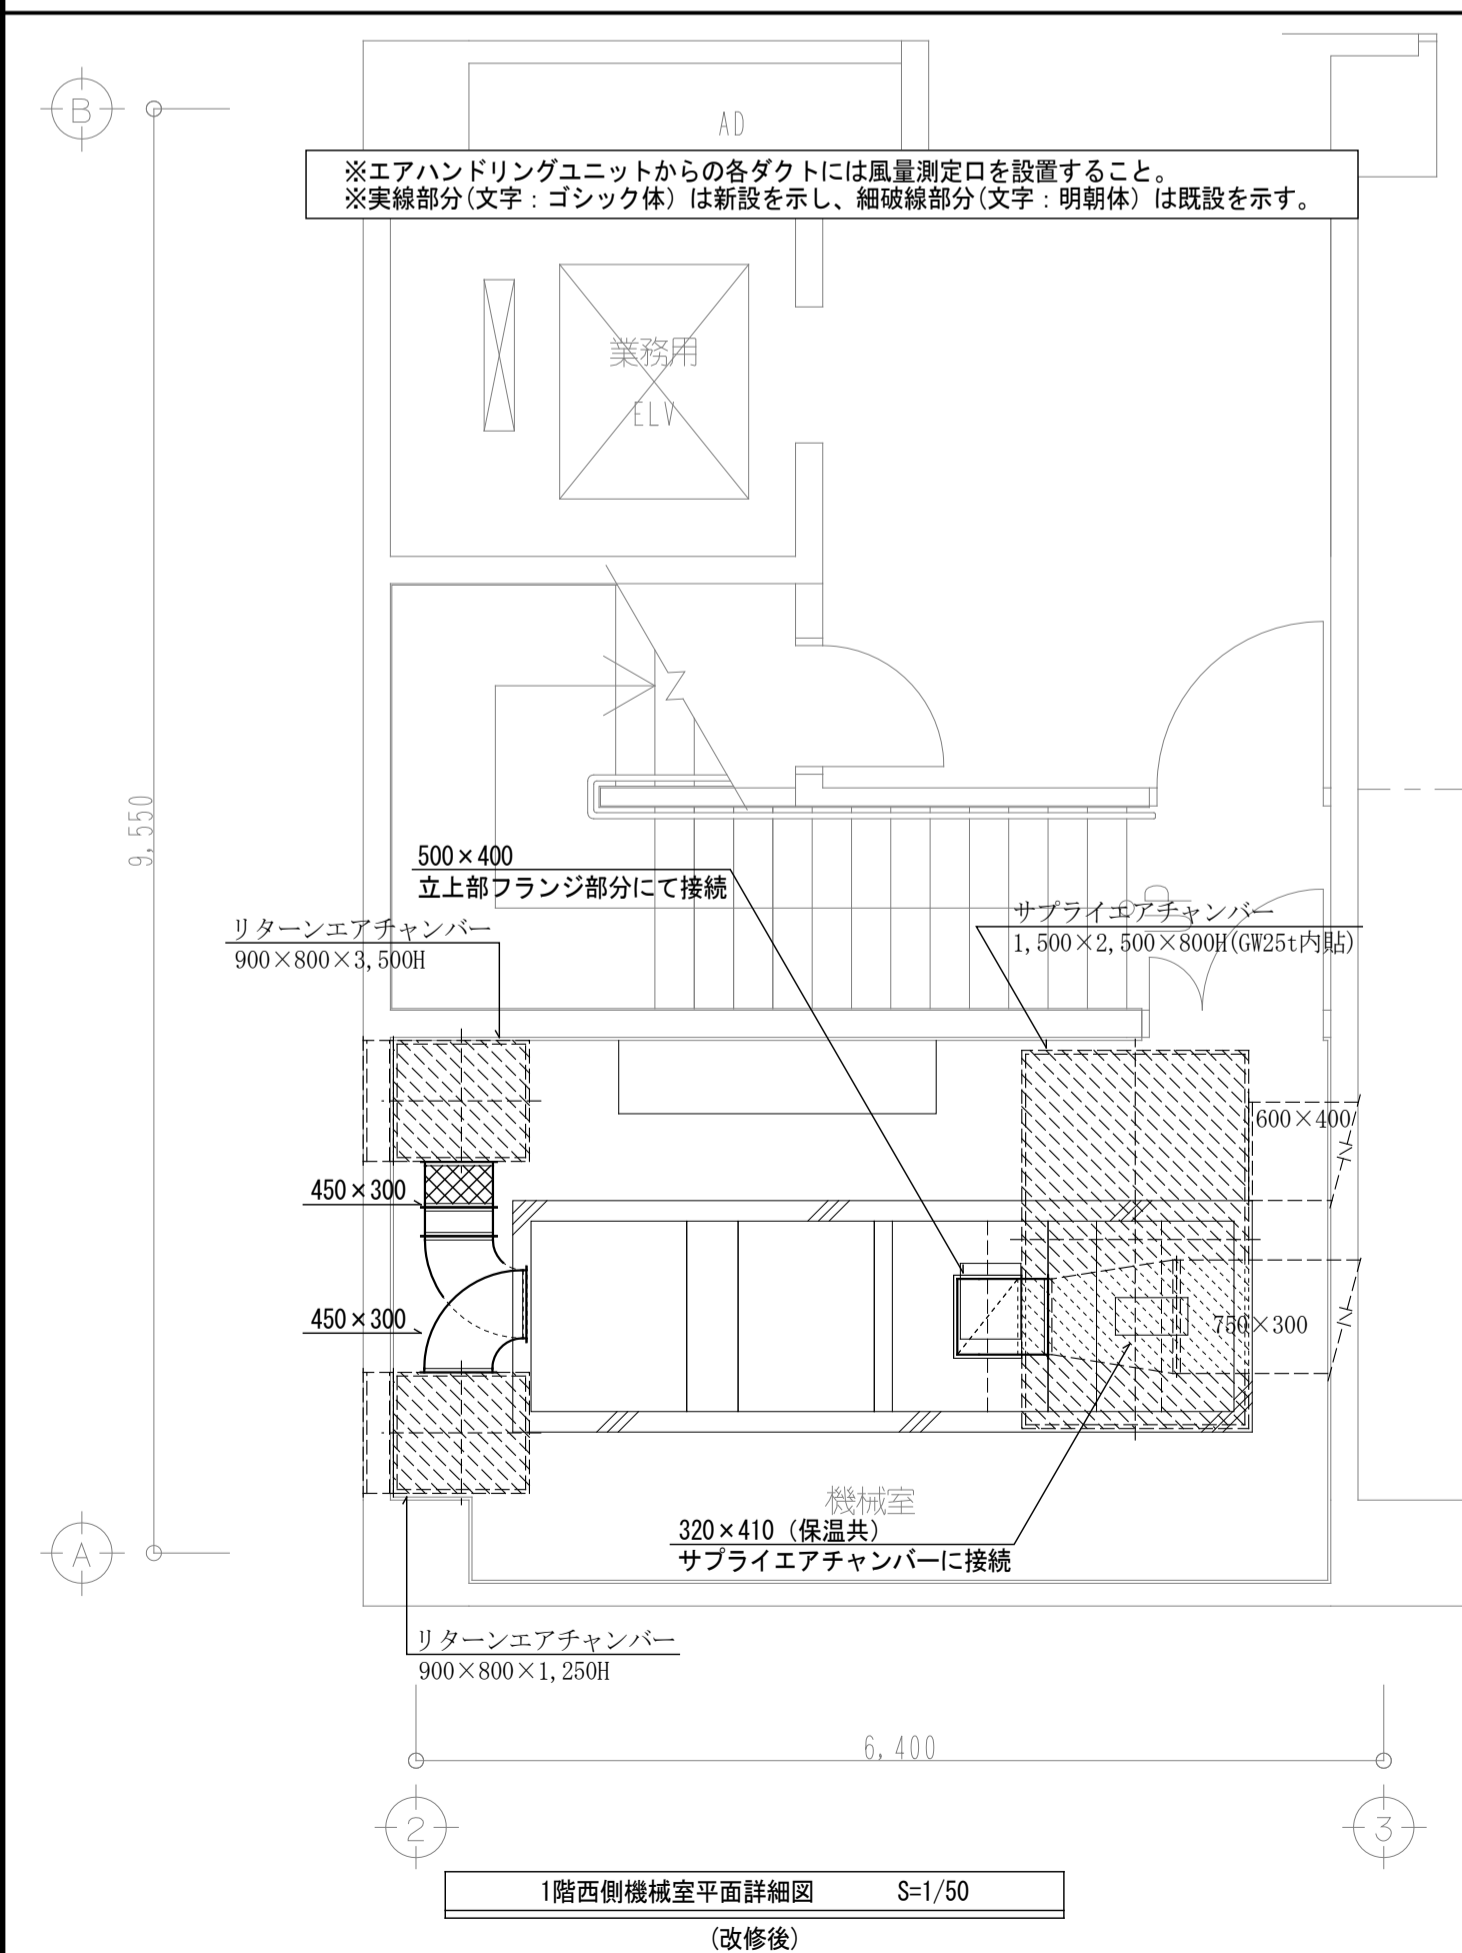 B
AD
※エアハンドリングユニットからの各ダクトには風量測定口を設置すること。
※実線部分(文字：ゴシック体）は新設を示し、細破線部分(文字：明朝体）は既設を示す。
業務用
ELV
9,550
500×400
立上部フランジ部分にて接続
UP
サプライエアチャンバー
1,500×2,500×800H(GW25t内貼)
リターンエアチャンバー
900×800×3,500H
600×400
450×300
450×300
750×300
機械室
320×410（保温共）
サプライエアチャンバーに接続
A
リターンエアチャンバー
900×800×1,250H
6,400
2
3
1階西側機械室平面詳細図 S=1/50
(改修後)